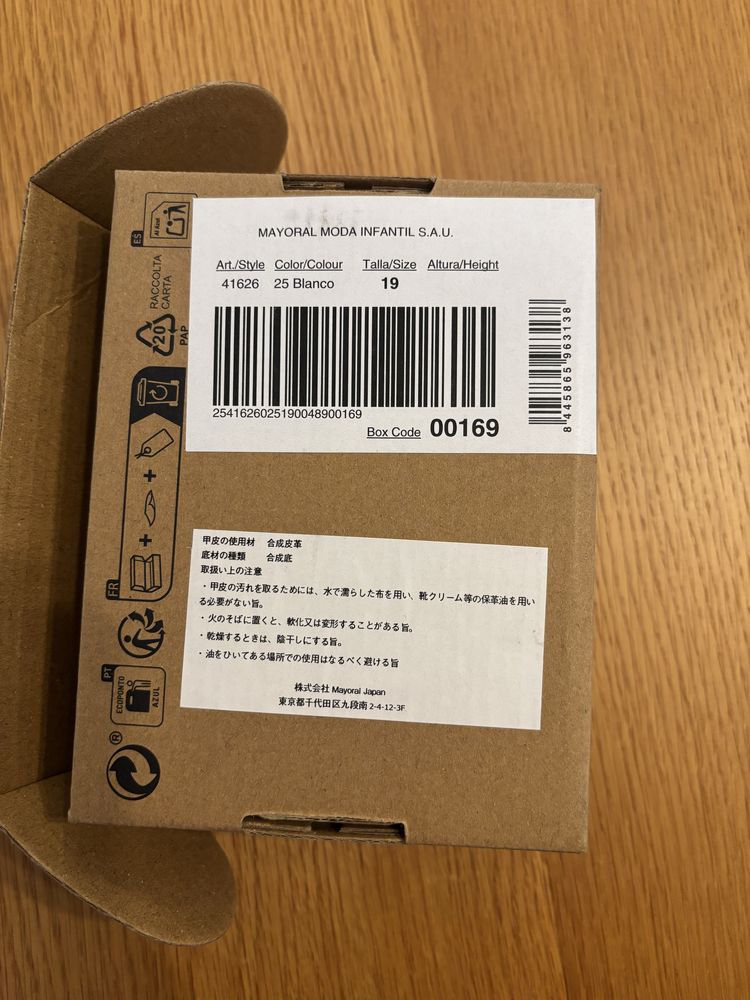 MAYORAL MODA INFANTIL S.A.U.
Art./Style Color/Colour Talla/Size Altura/Height
41626 25 Blanco 19
2541626025190048900169
Box Code 00169
8 445865 963138
甲皮の使用材 合成皮革
底材の種類 合成底
取扱い上の注意
・甲皮の汚れを取るためには、水で濡らした布を用い、靴クリーム等の保革油を用い
る必要がない旨。
・火のそばに置くと、軟化又は変形することがある旨。
・乾燥するときは、陰干しにする旨。
・油をひいてある場所での使用はなるべく避ける旨
株式会社 Mayoral Japan
東京都千代田区九段南 2-4-12-3F
ES
Al Azul
RACCOLTA
CARTA
20
PAP
FR
PT
ECOPONTO
AZUL
®